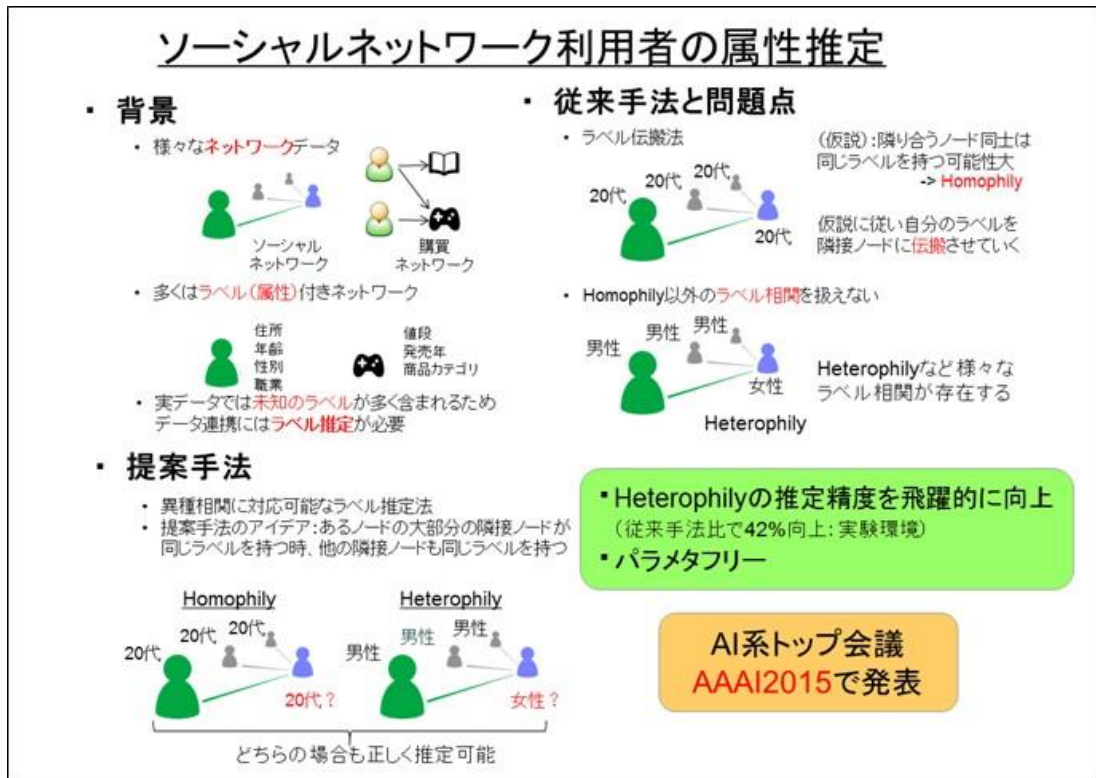 ソーシャルネットワーク利用者の属性推定
・ 背景
・ 様々なネットワークデータ
ソーシャル
ネットワーク
購買
ネットワーク
・ 多くはラベル(属性)付きネットワーク
住所
年齢
性別
職業
値段
発売年
商品カテゴリ
・ 実データでは未知のラベルが多く含まれるため
データ連携にはラベル推定が必要
・ 従来手法と問題点
・ ラベル伝搬法
20代
20代
20代
20代
(仮説):隣り合うノード同士は
同じラベルを持つ可能性大
-> Homophily
仮説に従い自分のラベルを
隣接ノードに伝搬させていく
・ Homophily以外のラベル相関を扱えない
男性
男性
男性
女性
Heterophily
Heterophilyなど様々な
ラベル相関が存在する
・ 提案手法
・ 異種相関に対応可能なラベル推定法
・ 提案手法のアイデア:あるノードの大部分の隣接ノードが
同じラベルを持つ時、他の隣接ノードも同じラベルを持つ
Homophily
20代
20代
20代
20代?
Heterophily
男性
男性
男性
女性?
どちらの場合も正しく推定可能
・Heterophilyの推定精度を飛躍的に向上
(従来手法比で42%向上:実験環境)
・パラメタフリー
AI系トップ会議
AAAI2015で発表